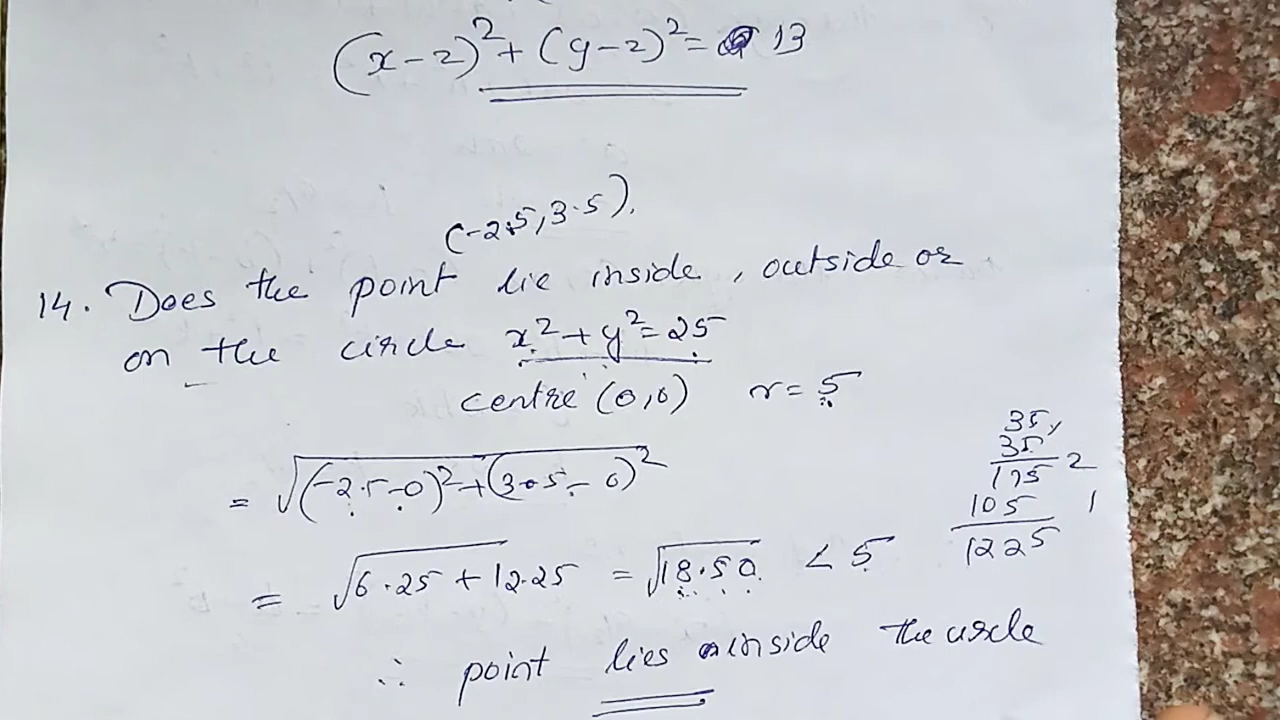 (x-2)²+(y-2)²= 13
(-2.5,3.5).
14. Does the point lie inside, outside or
on the circle x²+y²=25
centre (0,0) r=5
= √(-2.5-0)²+(3.5-0)²
= √6.25+12.25 = √18.50 < 5
∴ point lies inside the circle
35
35
175 2
105 1
1225